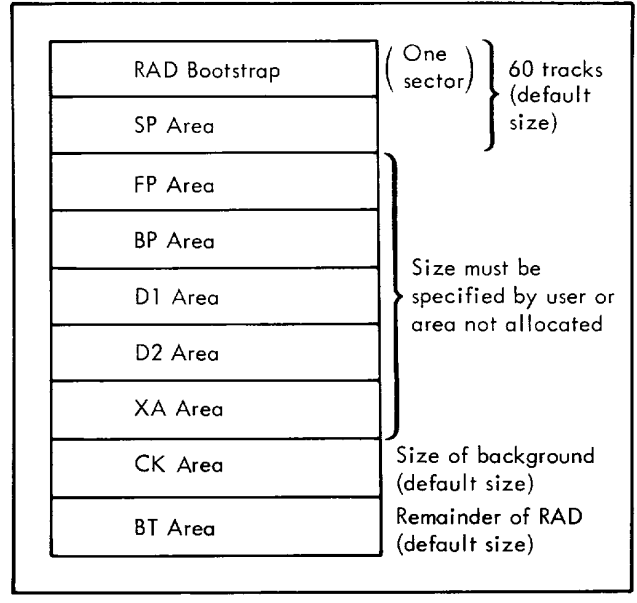 RAD Bootstrap
(One sector)
60 tracks
(default
size)
SP Area
FP Area
BP Area
D1 Area
D2 Area
XA Area
Size must be
specified by user or
area not allocated
CK Area
Size of background
(default size)
BT Area
Remainder of RAD
(default size)